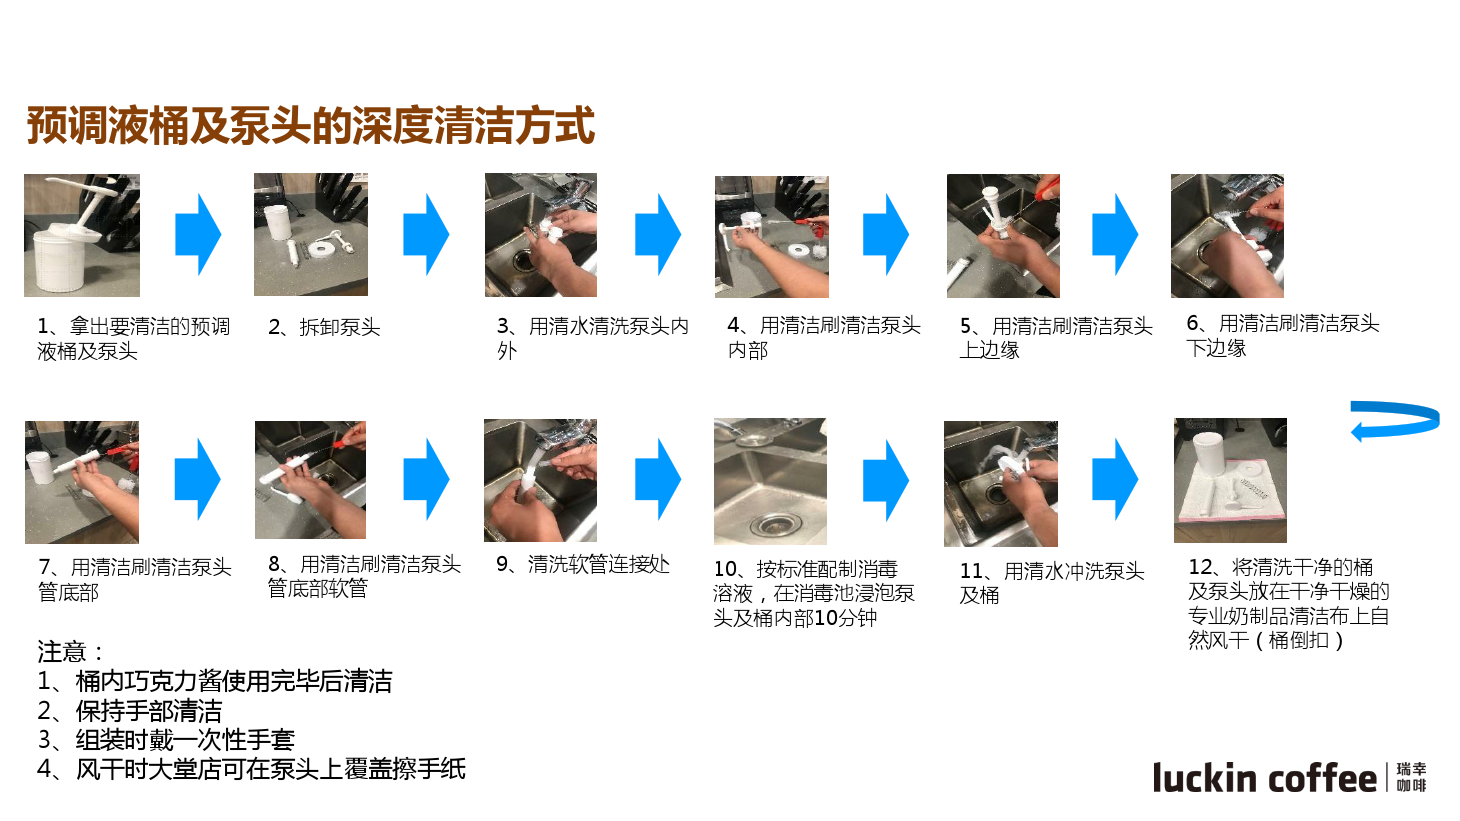 预调液桶及泵头的深度清洁方式
1、拿出要清洁的预调
液桶及泵头
2、拆卸泵头
3、用清水清洗泵头内
外
4、用清洁刷清洁泵头
内部
5、用清洁刷清洁泵头
上边缘
6、用清洁刷清洁泵头
下边缘
7、用清洁刷清洁泵头
管底部
8、用清洁刷清洁泵头
管底部软管
9、清洗软管连接处
10、按标准配制消毒
溶液，在消毒池浸泡泵
头及桶内部10分钟
11、用清水冲洗泵头
及桶
12、将清洗干净的桶
及泵头放在干净干燥的
专业奶制品清洁布上自
然风干（桶倒扣）
注意：
1、桶内巧克力酱使用完毕后清洁
2、保持手部清洁
3、组装时戴一次性手套
4、风干时大堂店可在泵头上覆盖擦手纸
luckin coffee
瑞幸
咖啡